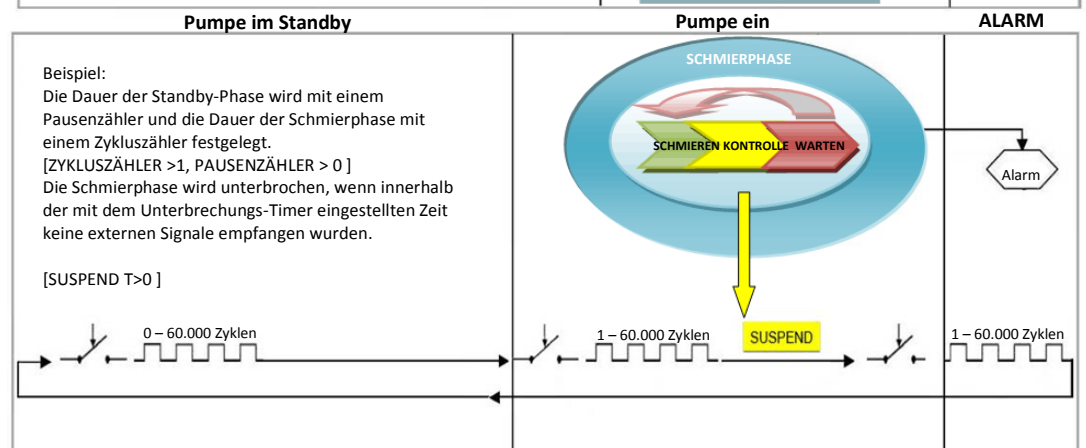 Pumpe im Standby
Pumpe ein
ALARM
Beispiel:
Die Dauer der Standby-Phase wird mit einem
Pausenzähler und die Dauer der Schmierphase mit
einem Zykluszähler festgelegt.
[ZYKLUSZÄHLER >1, PAUSENZÄHLER > 0 ]
Die Schmierphase wird unterbrochen, wenn innerhalb
der mit dem Unterbrechungs-Timer eingestellten Zeit
keine externen Signale empfangen wurden.
[SUSPEND T>0 ]
SCHMIERPHASE
SCHMIEREN KONTROLLE WARTEN
Alarm
0 – 60.000 Zyklen
1 – 60.000 Zyklen
SUSPEND
1 – 60.000 Zyklen